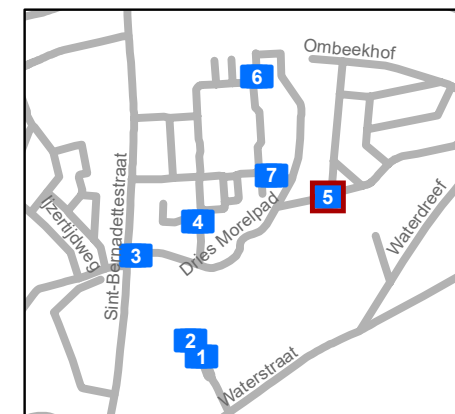 Ombeekhof
6
7
5
4
Dries Morelpad
Waterdreef
Ijzertijdweg
Sint-Bernadettestraat
3
2
1
Waterstraat